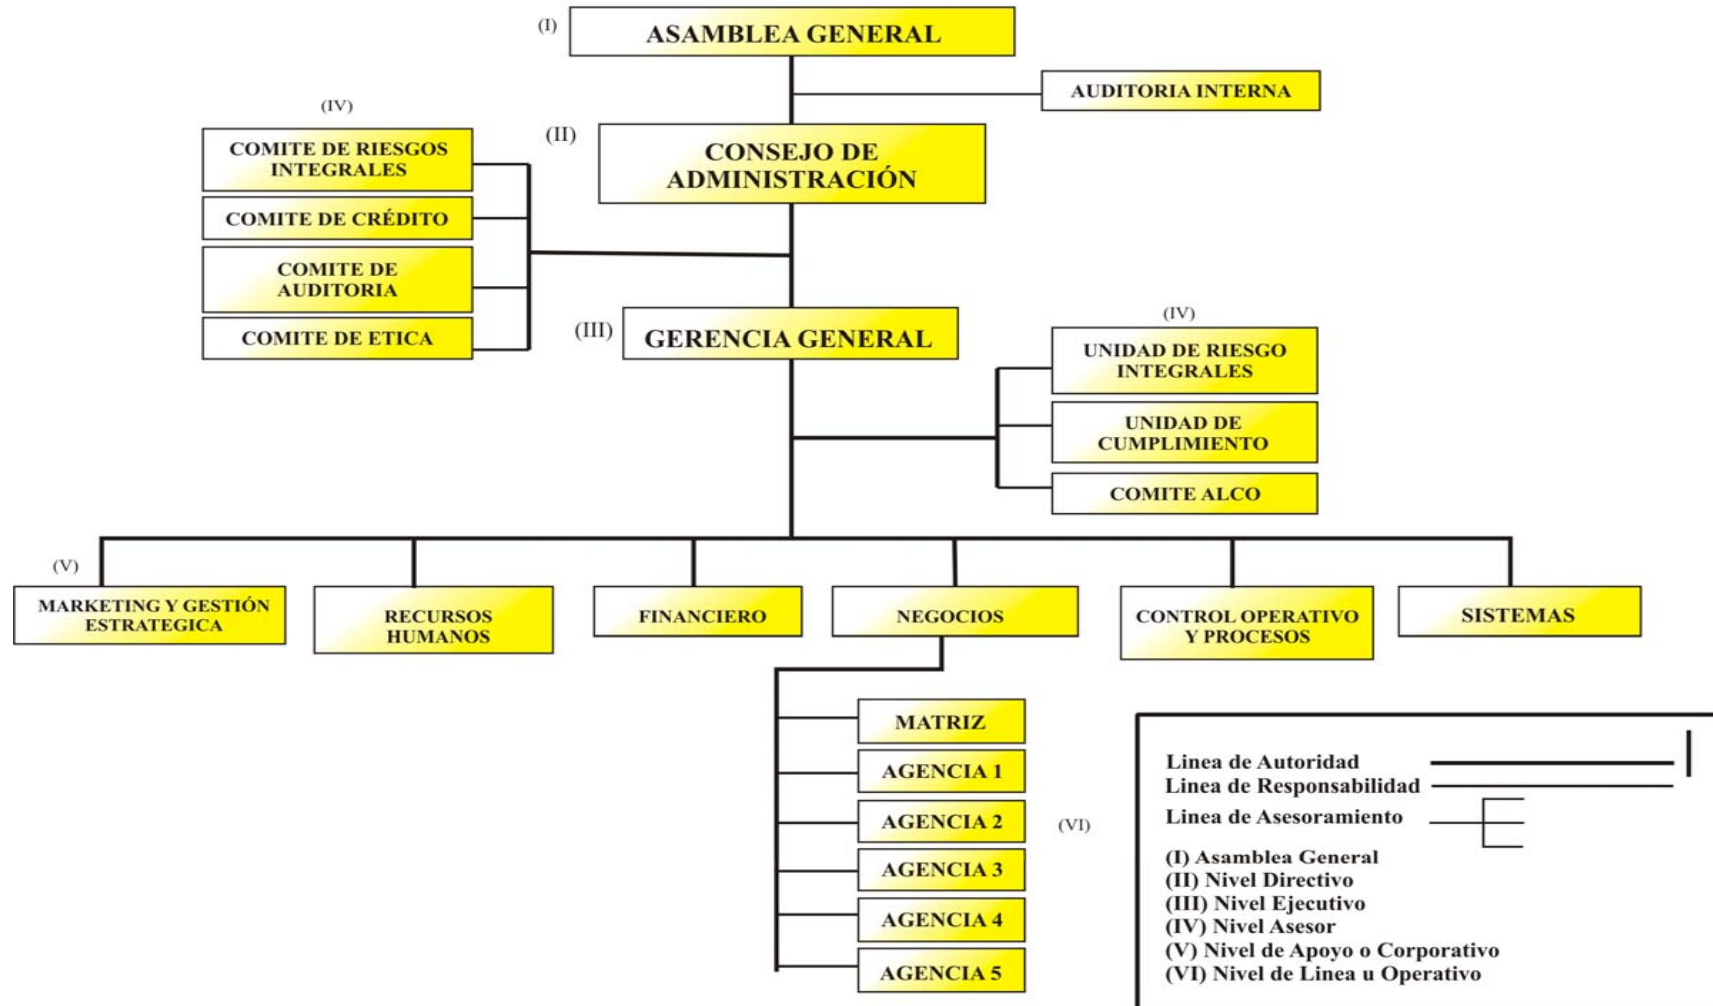 (I)
ASAMBLEA GENERAL
AUDITORIA INTERNA
(IV)
COMITE DE RIESGOS
INTEGRALES
COMITE DE CRÉDITO
COMITE DE
AUDITORIA
COMITE DE ETICA
(II)
CONSEJO DE
ADMINISTRACIÓN
(III)
GERENCIA GENERAL
(IV)
UNIDAD DE RIESGO
INTEGRALES
UNIDAD DE
CUMPLIMIENTO
COMITE ALCO
(V)
MARKETING Y GESTIÓN
ESTRATEGICA
RECURSOS
HUMANOS
FINANCIERO
NEGOCIOS
CONTROL OPERATIVO
Y PROCESOS
SISTEMAS
MATRIZ
AGENCIA 1
AGENCIA 2
AGENCIA 3
AGENCIA 4
AGENCIA 5
(VI)
Linea de Autoridad
Linea de Responsabilidad
Linea de Asesoramiento
(I) Asamblea General
(II) Nivel Directivo
(III) Nivel Ejecutivo
(IV) Nivel Asesor
(V) Nivel de Apoyo o Corporativo
(VI) Nivel de Linea u Operativo